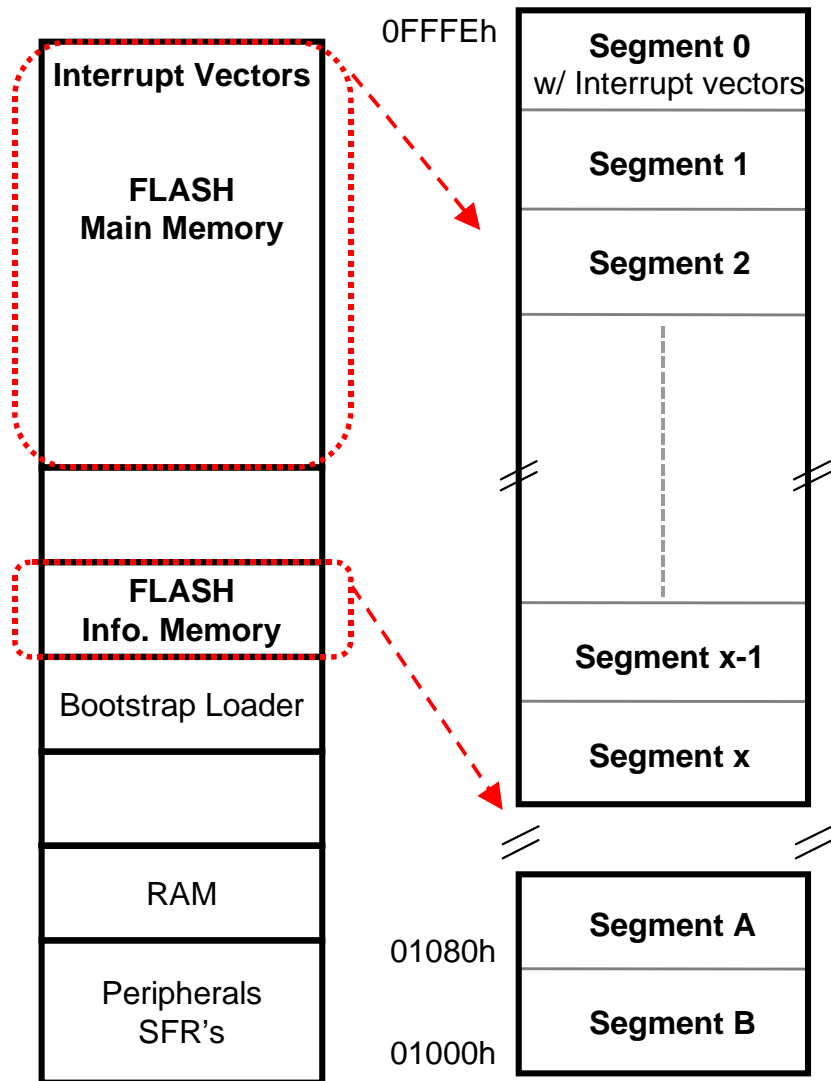 Interrupt Vectors
FLASH
Main Memory
FLASH
Info. Memory
Bootstrap Loader
RAM
Peripherals
SFR's
0FFFEh
Segment 0
w/ Interrupt vectors
Segment 1
Segment 2
Segment x-1
Segment x
Segment A
01080h
Segment B
01000h